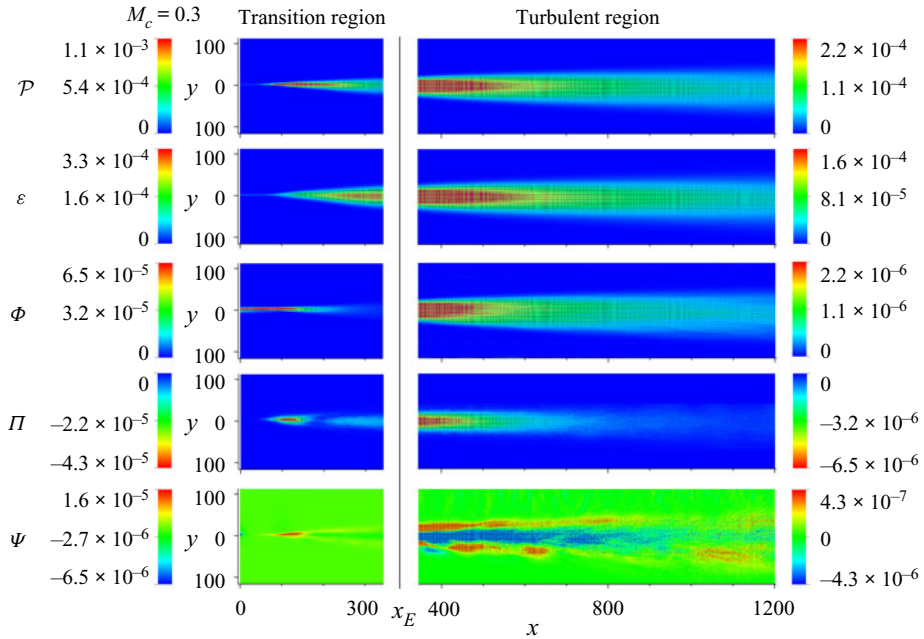 M_c = 0.3 Transition region Turbulent region
1.1 × 10⁻³ 100 2.2 × 10⁻⁴
𝒫 5.4 × 10⁻⁴ y 0 1.1 × 10⁻⁴
0 100 0
3.3 × 10⁻⁴ 100 1.6 × 10⁻⁴
ε 1.6 × 10⁻⁴ y 0 8.1 × 10⁻⁵
0 100 0
6.5 × 10⁻⁵ 100 2.2 × 10⁻⁶
Φ 3.2 × 10⁻⁵ y 0 1.1 × 10⁻⁶
0 100 0
0 100 0
Π –2.2 × 10⁻⁵ y 0 –3.2 × 10⁻⁶
–4.3 × 10⁻⁵ 100 –6.5 × 10⁻⁶
1.6 × 10⁻⁵ 100 4.3 × 10⁻⁷
Ψ –2.7 × 10⁻⁶ y 0 0
–6.5 × 10⁻⁶ 100 –4.3 × 10⁻⁶
0 300 x_E 400 800 1200
x